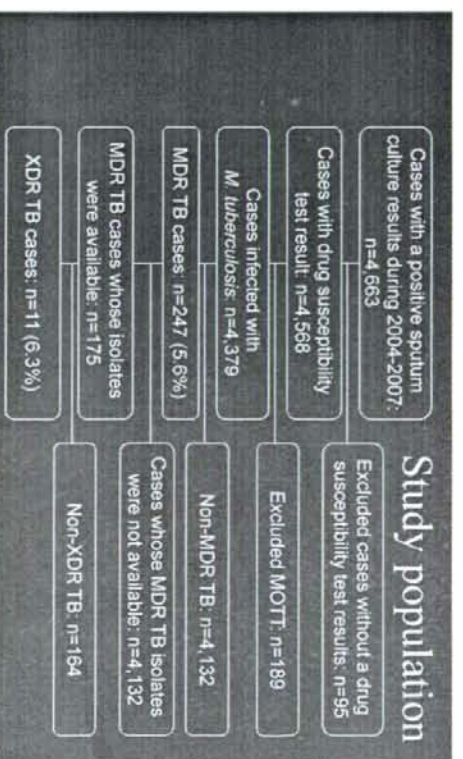 Study population
Cases with a positive sputum
culture results during 2004-2007:
n=4,663
Excluded cases without a drug
susceptibility test results: n=95
Cases with drug susceptibility
test result: n=4,568
Excluded MOTT: n=189
Cases infected with
M. tuberculosis: n=4,379
Non-MDR TB: n=4,132
MDR TB cases: n=247 (5.6%)
Cases whose MDR TB isolates
were not available: n=4,132
MDR TB cases whose isolates
were available: n=175
Non-XDR TB: n=164
XDR TB cases: n=11 (6.3%)